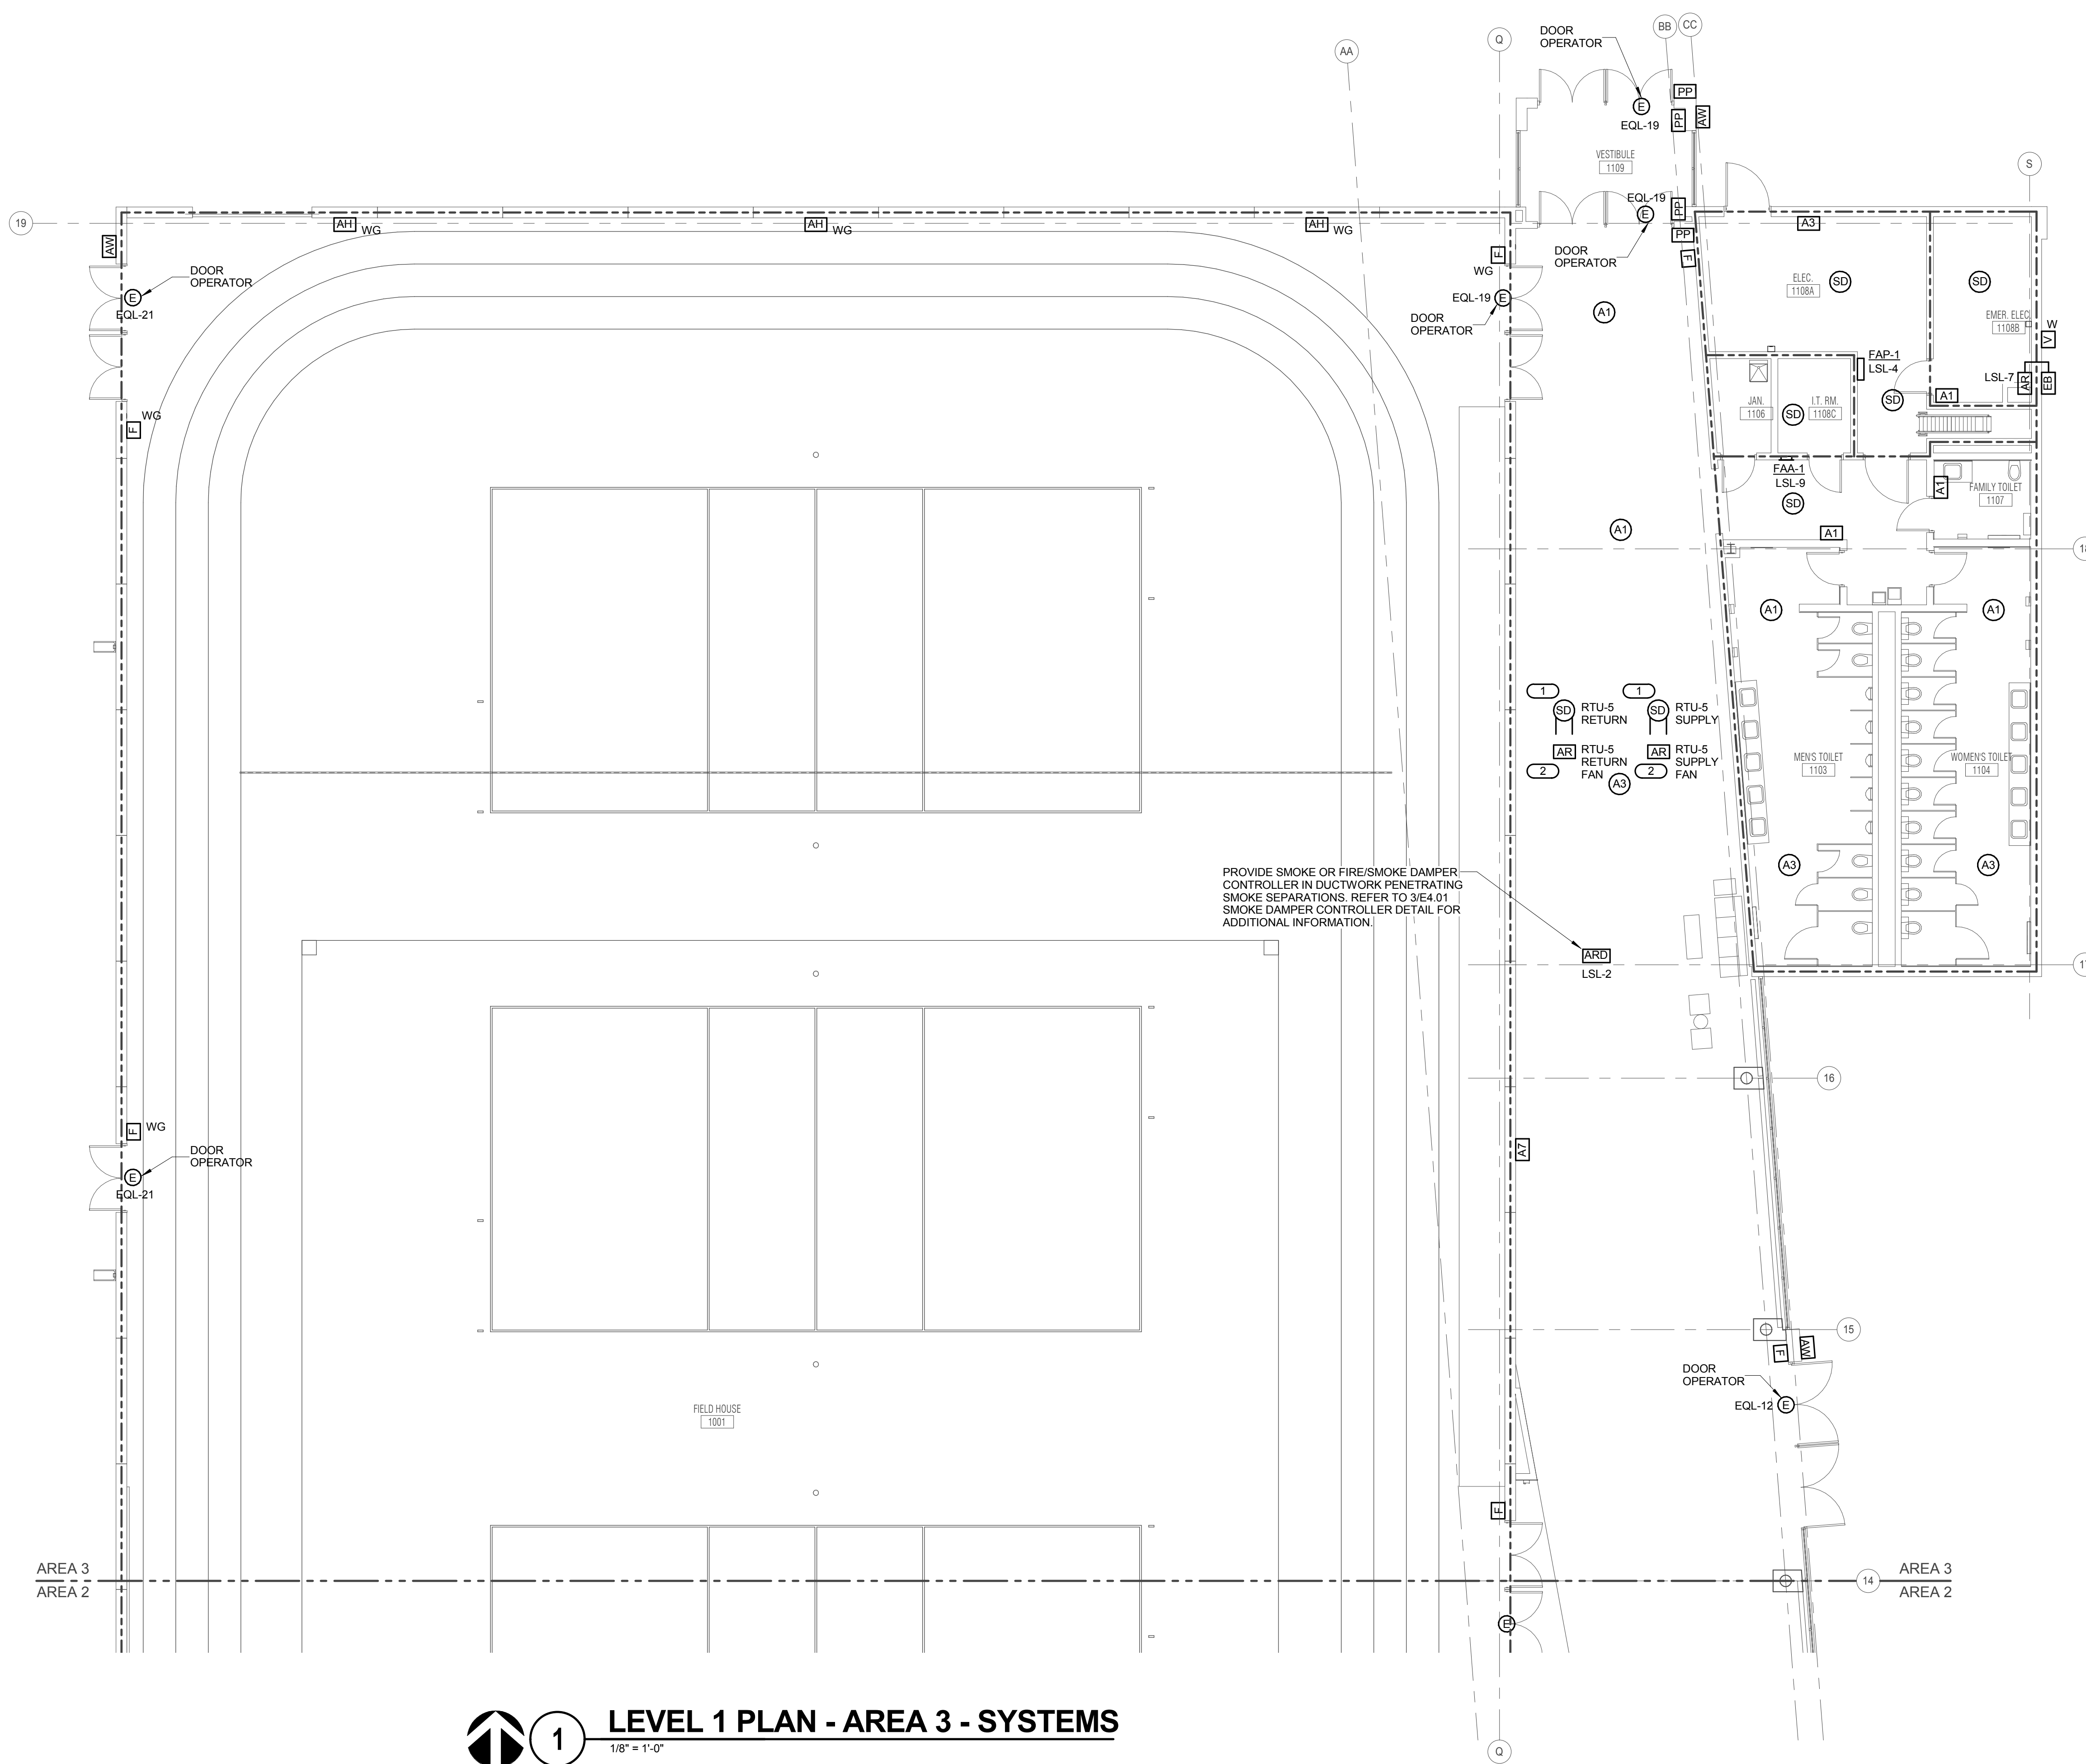 DOOR
OPERATOR
BB
CC
Q
AA
E
EQL-19
PP
PP
AW
VESTIBULE
1109
S
EQL-19
E
PP
PP
19
AW
AH
WG
AH
WG
AH
WG
F
WG
DOOR
OPERATOR
F
A3
DOOR
OPERATOR
E
EQL-21
EQL-19
E
DOOR
OPERATOR
A1
ELEC.
1108A
SD
SD
EMER. ELEC.
1108B
W
V
FAP-1
LSL-4
LSL-7
AR
EB
A1
SD
JAN.
1106
SD
I.T. RM.
1108C
F
WG
FAA-1
LSL-9
SD
A1
FAMILY TOILET
1107
A1
A1
18
A1
A1
1
SD
RTU-5
RETURN
1
SD
RTU-5
SUPPLY
AR
RTU-5
RETURN
FAN
2
AR
RTU-5
SUPPLY
FAN
2
A3
MEN'S TOILET
1103
WOMEN'S TOILET
1104
A3
A3
PROVIDE SMOKE OR FIRE/SMOKE DAMPER
CONTROLLER IN DUCTWORK PENETRATING
SMOKE SEPARATIONS. REFER TO 3/E4.01
SMOKE DAMPER CONTROLLER DETAIL FOR
ADDITIONAL INFORMATION.
ARD
LSL-2
17
16
F
WG
DOOR
OPERATOR
E
EQL-21
A7
15
F
AW
DOOR
OPERATOR
EQL-12
E
FIELD HOUSE
1001
F
AREA 3
AREA 2
14
AREA 3
AREA 2
E
1
LEVEL 1 PLAN - AREA 3 - SYSTEMS
1/8" = 1'-0"
Q